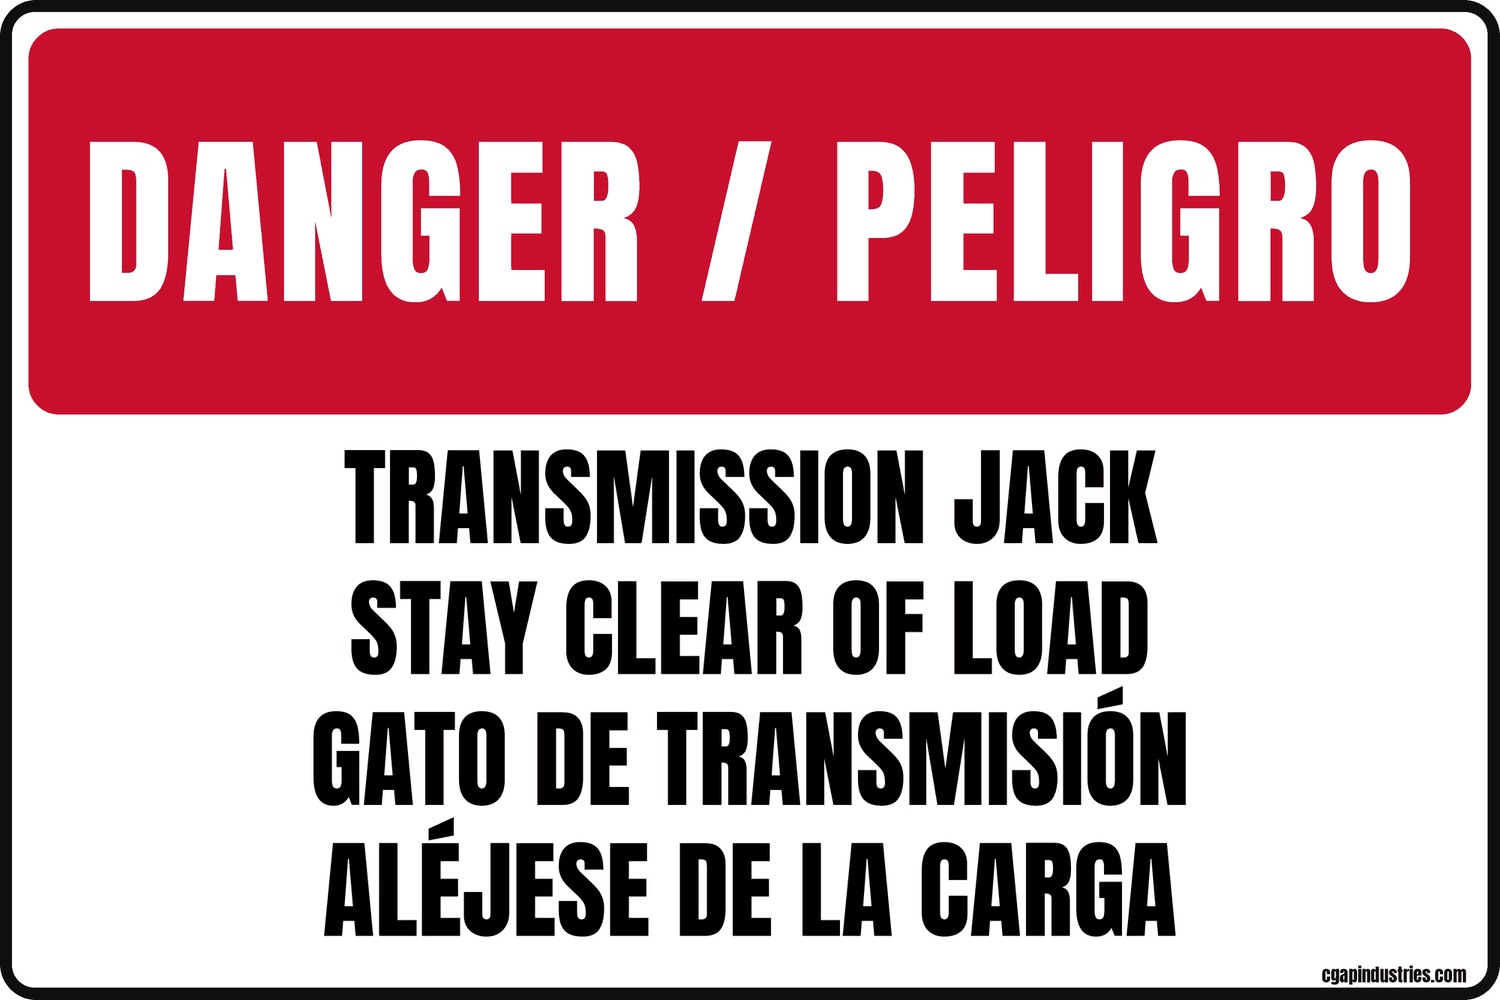 DANGER / PELIGRO
TRANSMISSION JACK
STAY CLEAR OF LOAD
GATO DE TRANSMISIÓN
ALÉJESE DE LA CARGA
cgapindustries.com